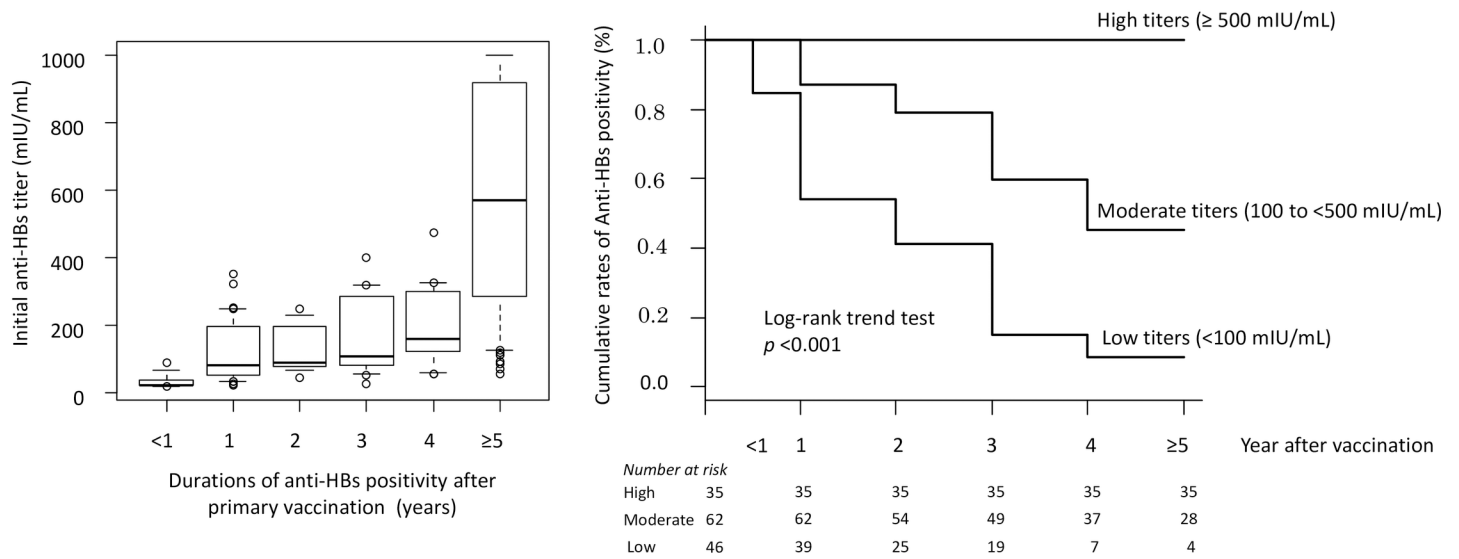 Initial anti-HBs titer (mIU/mL)
1000
800
600
400
200
0
<1 1 2 3 4 ≥5
Durations of anti-HBs positivity after
primary vaccination (years)
Cumulative rates of Anti-HBs positivity (%)
1.0
0.8
0.6
0.4
0.2
0.0
High titers (≥ 500 mIU/mL)
Moderate titers (100 to <500 mIU/mL)
Low titers (<100 mIU/mL)
Log-rank trend test
p <0.001
<1 1 2 3 4 ≥5 Year after vaccination
Number at risk
High 35 35 35 35 35 35
Moderate 62 62 54 49 37 28
Low 46 39 25 19 7 4